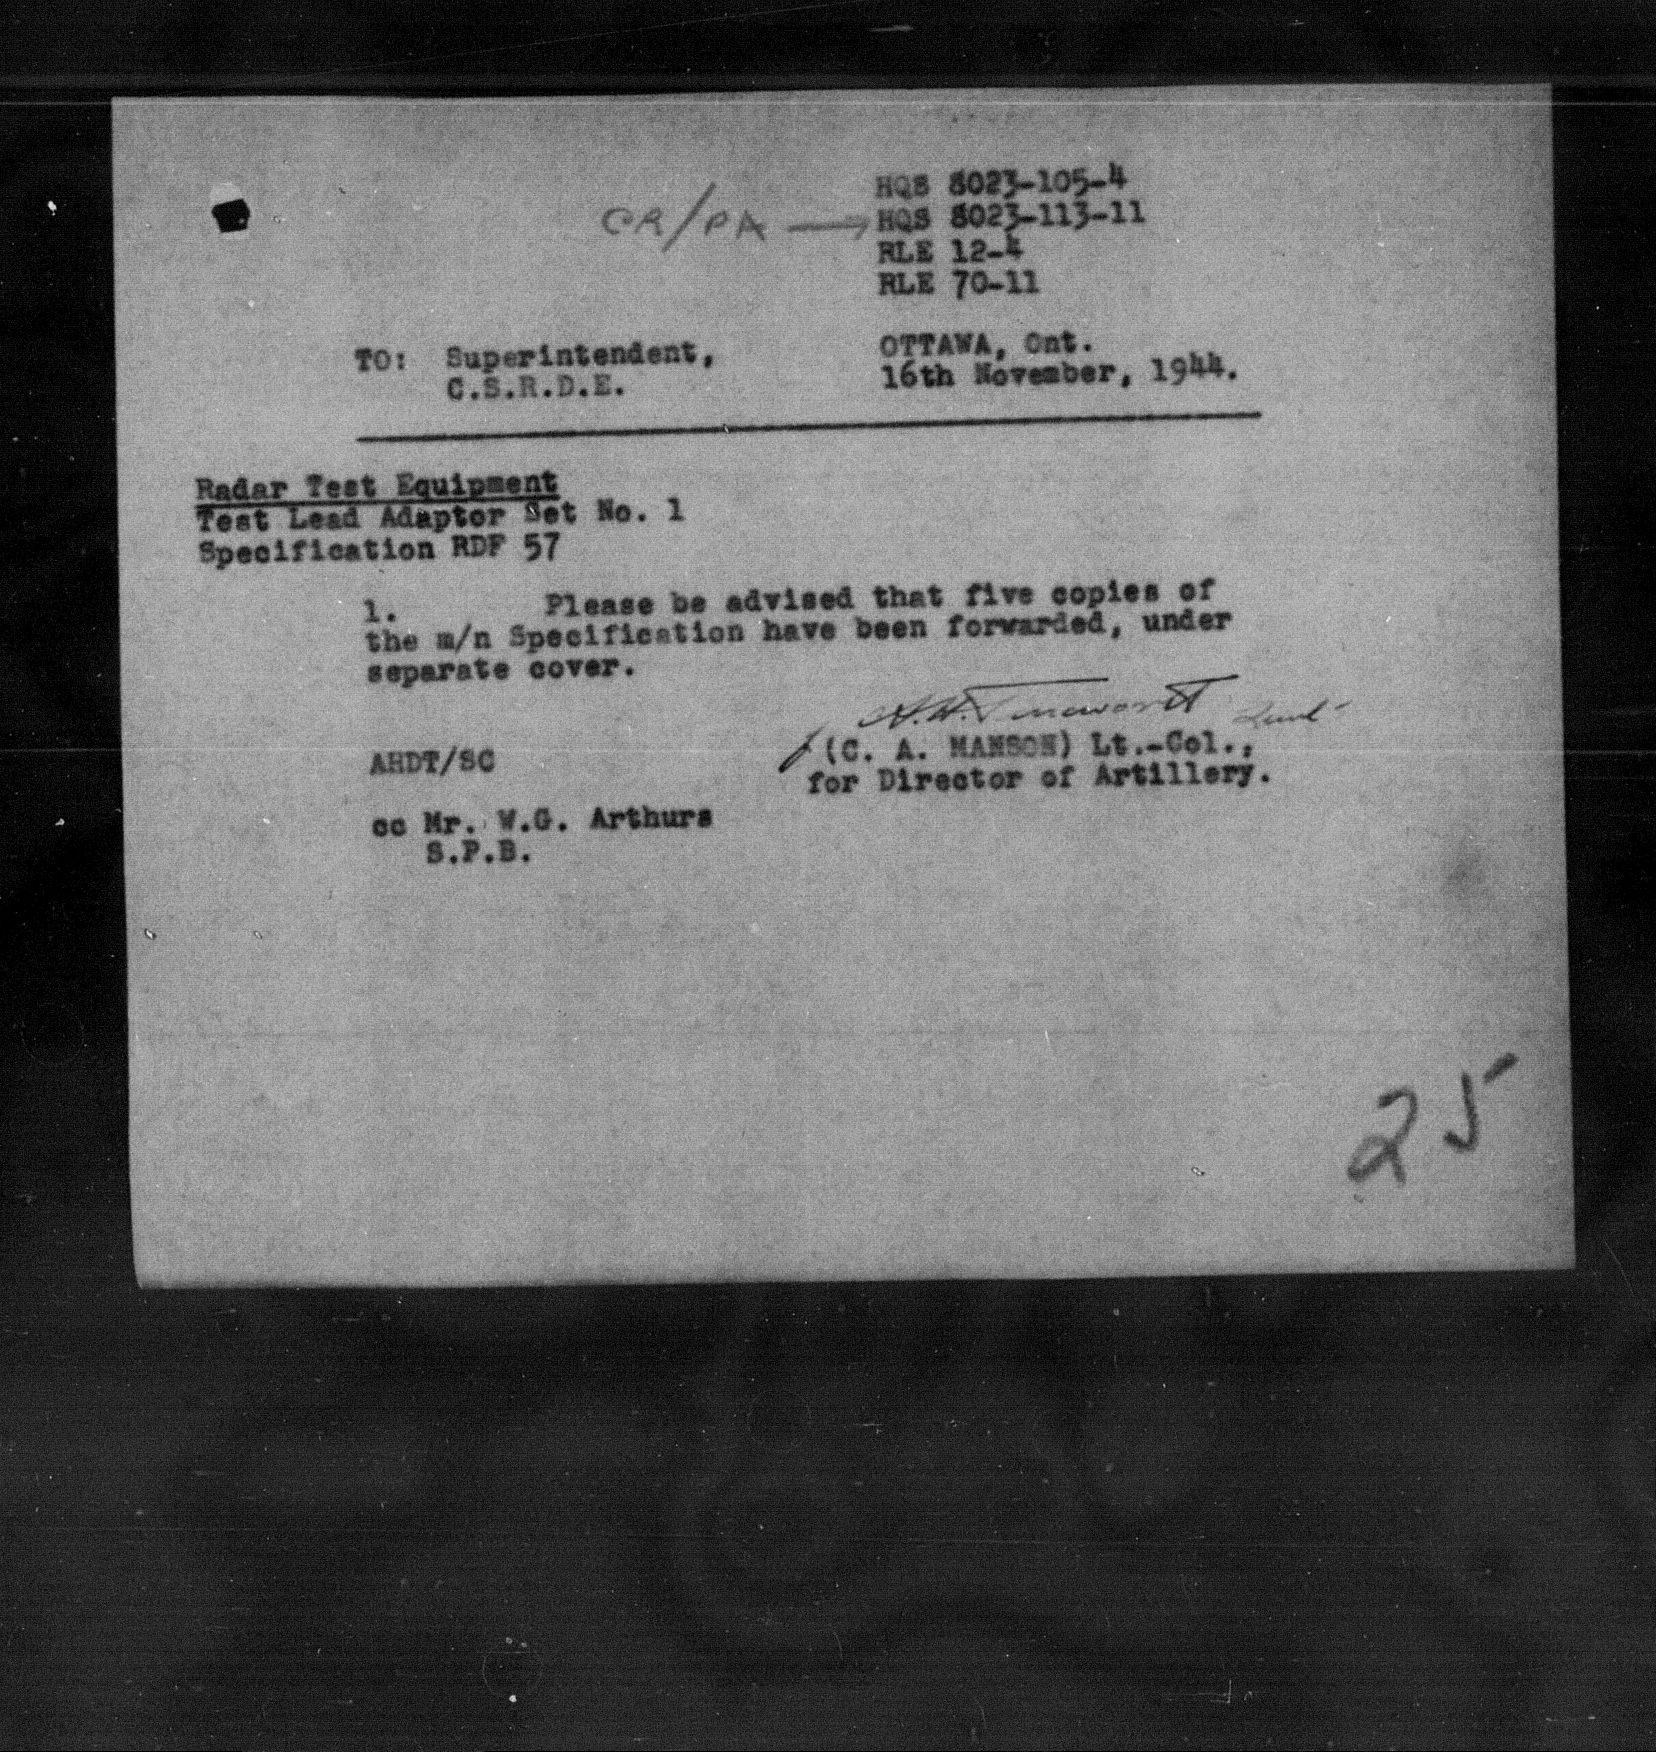 HQS 8023-105-4
CR/PA → HQS 8023-113-11
RLE 12-4
RLE 70-11
TO: Superintendent, OTTAWA, Ont.
C.S.R.D.E. 16th November, 1944.
Radar Test Equipment
Test Lead Adaptor Set No. 1
Specification RDF 57
1. Please be advised that five copies of
the m/n Specification have been forwarded, under
separate cover.
(C. A. MANSON) Lt.-Col.,
AHDT/SC
for Director of Artillery.
cc Mr. W.G. Arthurs
S.P.B.
25